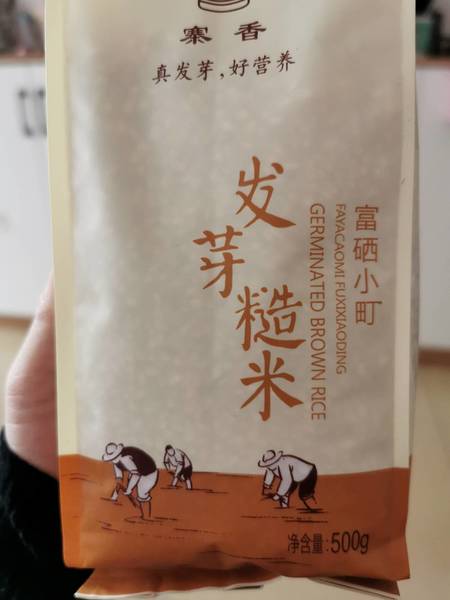 寨香
真发芽,好营养
发芽糙米
富硒小町
FAYACAOMI FUXIXIAODING
GERMINATED BROWN RICE
净含量:500g